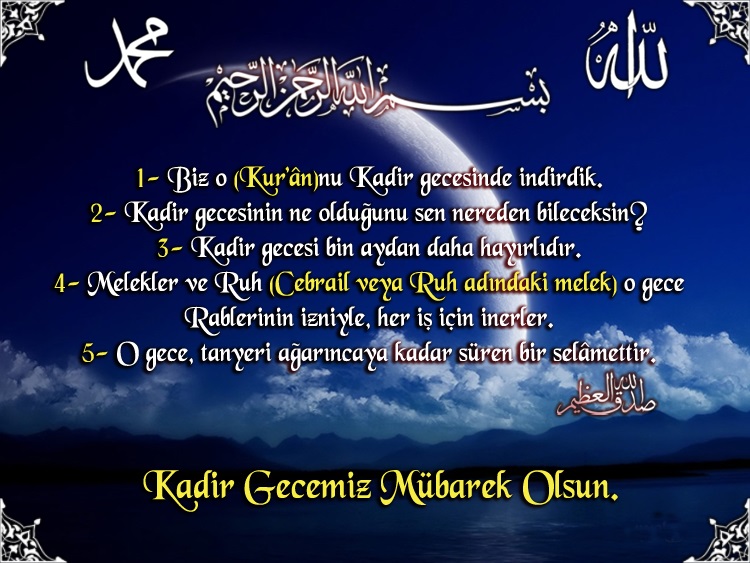 محمد
الله
بسم الله الرحمن الرحيم
1- Biz o (Kur'ân)nu Kadir gecesinde indirdik.
2- Kadir gecesinin ne olduğunu sen nereden bileceksin?
3- Kadir gecesi bin aydan daha hayırlıdır.
4- Melekler ve Ruh (Cebrail veya Ruh adındaki melek) o gece
Rablerinin izniyle, her iş için inerler.
5- O gece, tanyeri ağarıncaya kadar süren bir selâmettir.
صدق الله العظيم
Kadir Gecemiz Mübarek Olsun.